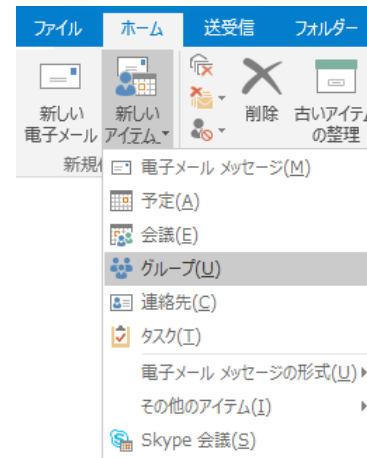 ファイル ホーム 送受信 フォルダー
新しい 新しい 削除 古いアイテム
電子メール アイテム の整理
新規
電子メール メッセージ(M)
予定(A)
会議(E)
グループ(U)
連絡先(C)
タスク(T)
電子メール メッセージの形式(U)
その他のアイテム(I)
Skype 会議(S)